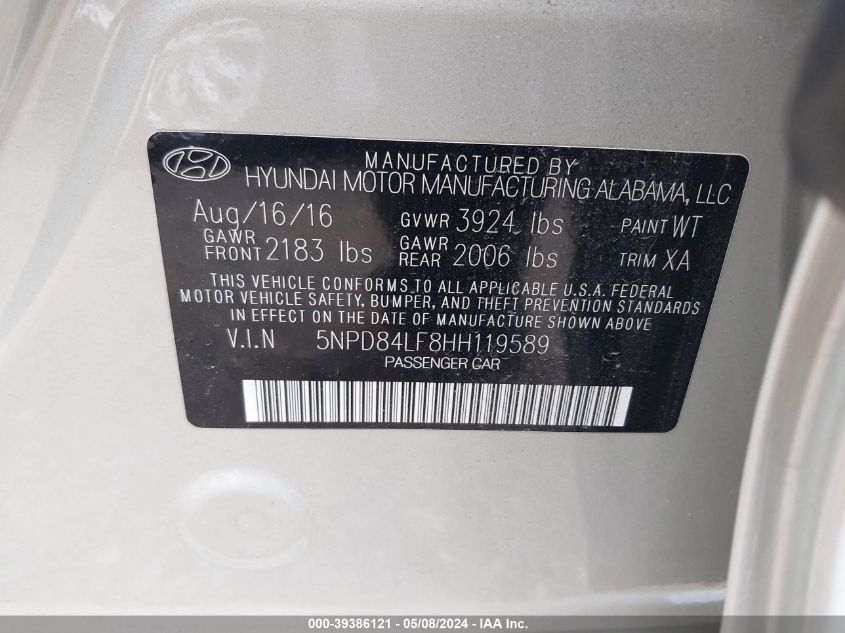 MANUFACTURED BY
HYUNDAI MOTOR MANUFACTURING ALABAMA, LLC
Aug/16/16 GVWR 3924 lbs PAINT WT
GAWR FRONT 2183 lbs GAWR REAR 2006 lbs TRIM XA
THIS VEHICLE CONFORMS TO ALL APPLICABLE U.S.A. FEDERAL
MOTOR VEHICLE SAFETY, BUMPER, AND THEFT PREVENTION STANDARDS
IN EFFECT ON THE DATE OF MANUFACTURE SHOWN ABOVE
V.I.N 5NPD84LF8HH119589
PASSENGER CAR
000-39386121 - 05/08/2024 - IAA Inc.